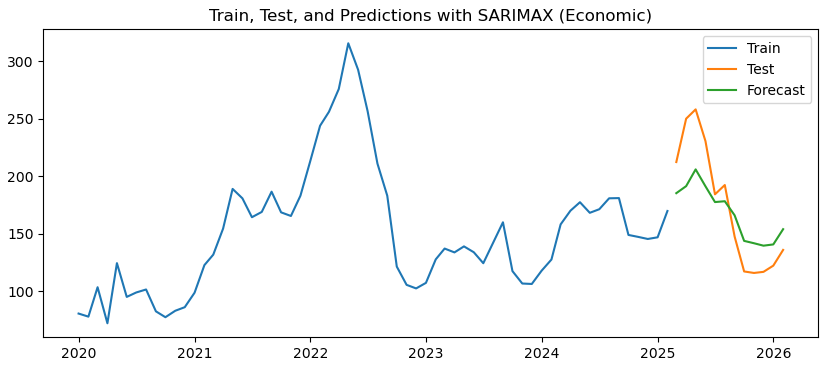 Train, Test, and Predictions with SARIMAX (Economic)
Train
Test
Forecast
300
250
200
150
100
2020 2021 2022 2023 2024 2025 2026